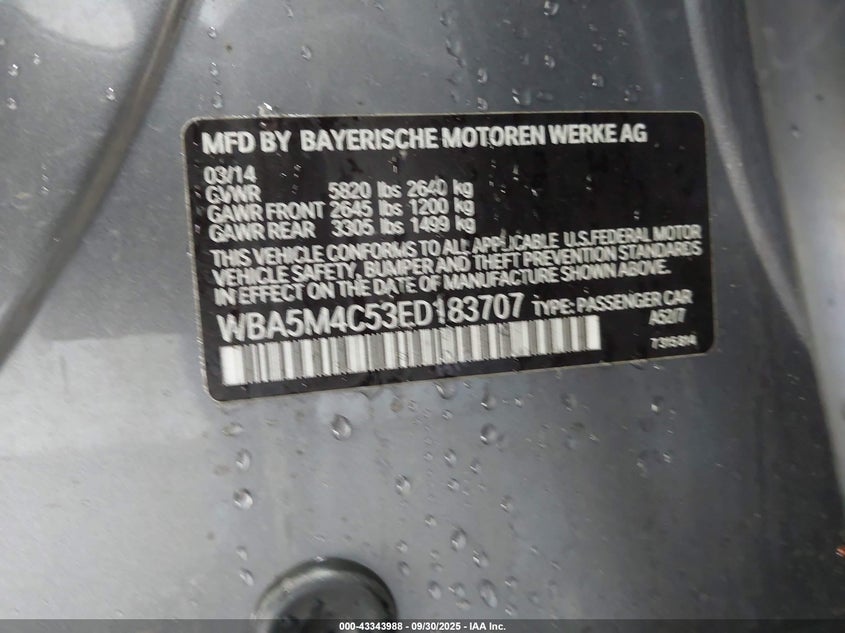 MFD BY BAYERISCHE MOTOREN WERKE AG
03/14
GVWR 5820 lbs 2640 kg
GAWR FRONT 2645 lbs 1200 kg
GAWR REAR 3305 lbs 1499 kg
THIS VEHICLE CONFORMS TO ALL APPLICABLE U.S.FEDERAL MOTOR
VEHICLE SAFETY, BUMPER AND THEFT PREVENTION STANDARDS
IN EFFECT ON THE DATE OF MANUFACTURE SHOWN ABOVE.
WBA5M4C53ED183707 TYPE: PASSENGER CAR
A52/7
7315814
000-43343988 | 09/30/2025 | IAA Inc.